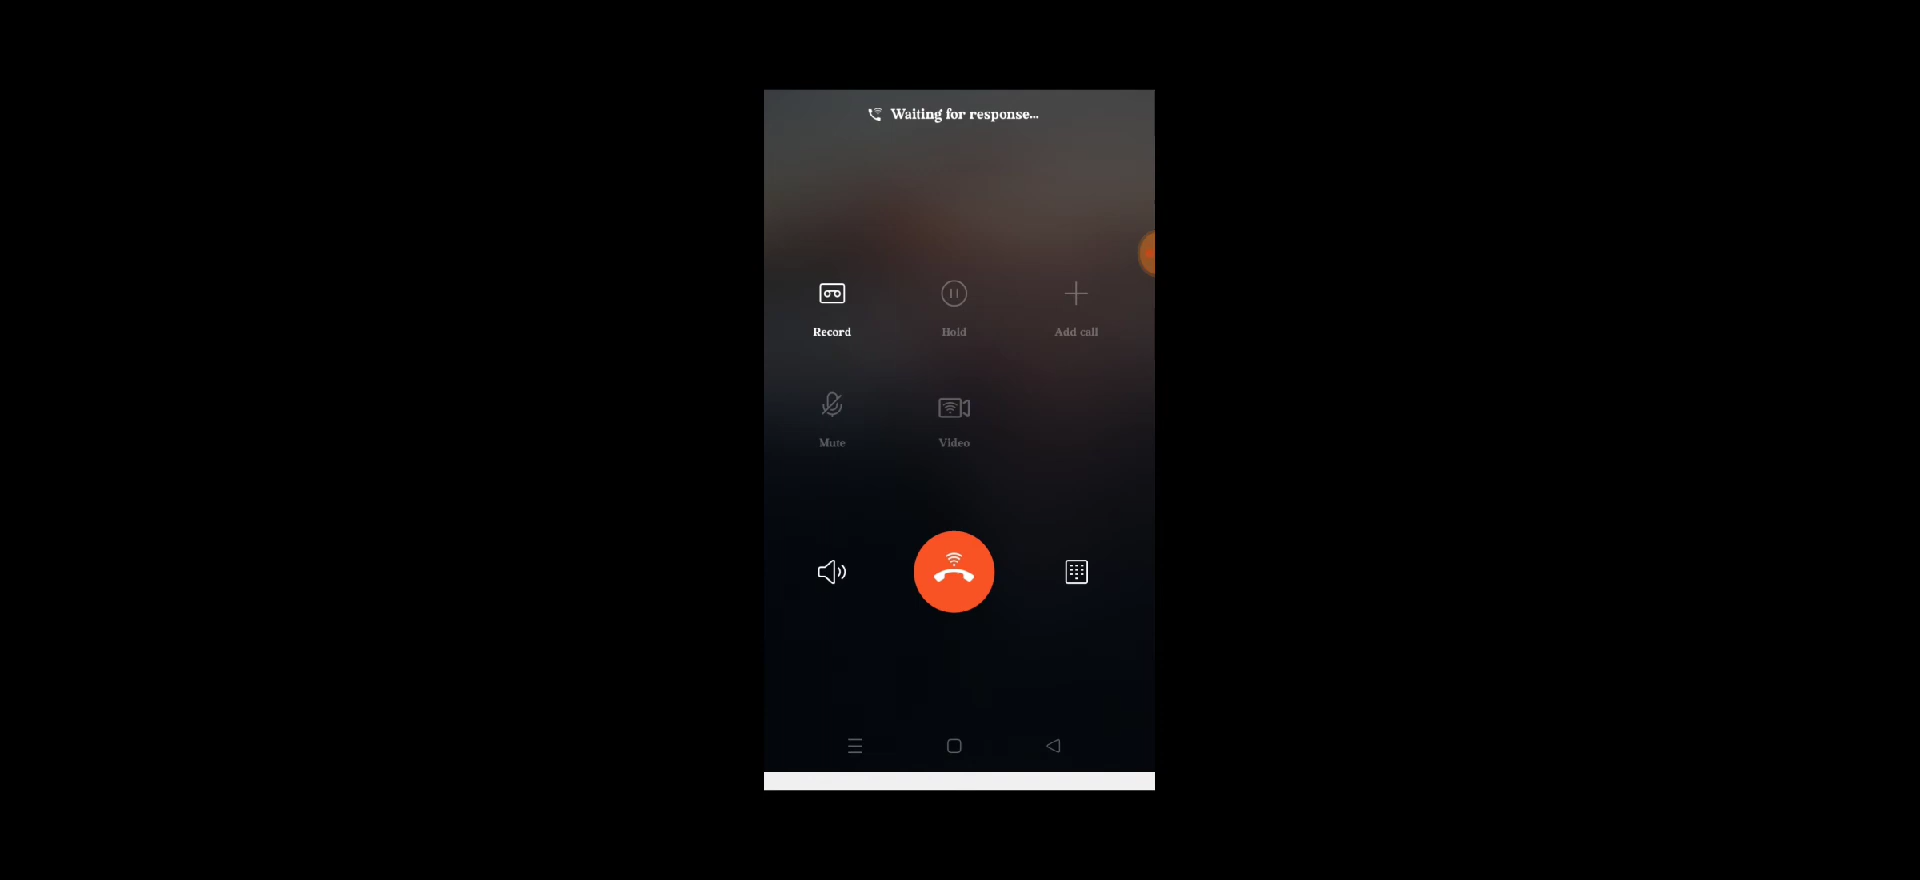 Waiting for response...
Record
Hold
Add call
Mute
Video